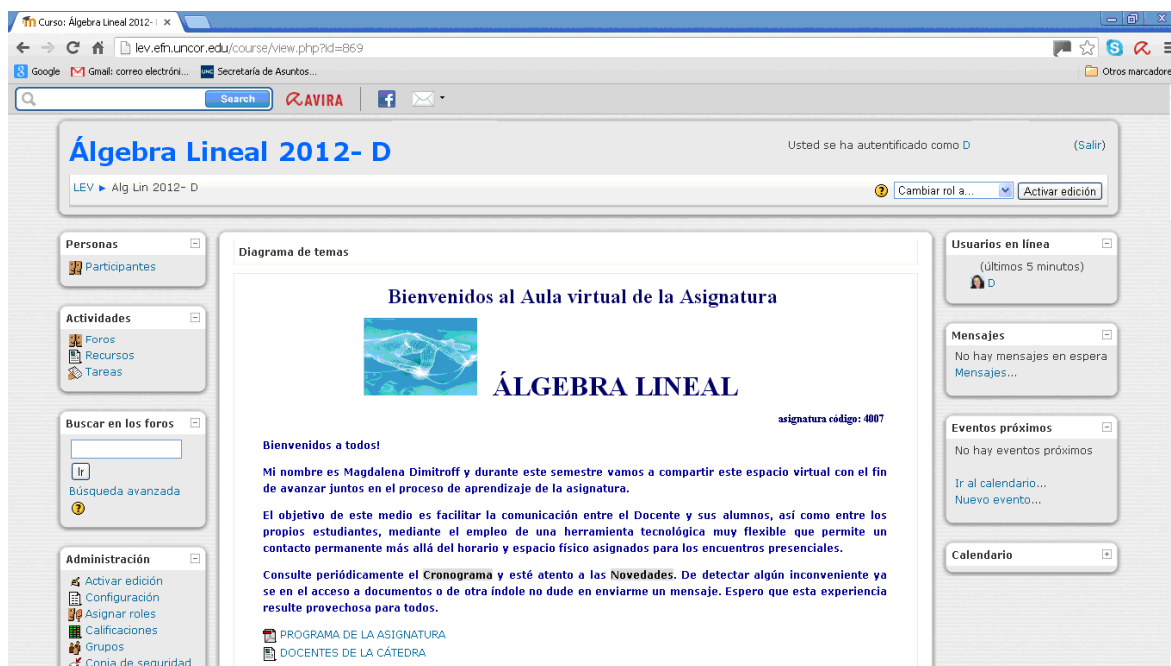 Curso: Álgebra Lineal 2012- I
lev.efn.uncor.edu/course/view.php?id=869
Google Gmail: correo electróni... UNC Secretaría de Asuntos... Otros marcadore
Search AVIRA
Álgebra Lineal 2012- D
Usted se ha autentificado como D (Salir)
LEV ► Alg Lin 2012- D
Cambiar rol a... Activar edición
Personas
Participantes
Actividades
Foros
Recursos
Tareas
Buscar en los foros
Ir
Búsqueda avanzada
Administración
Activar edición
Configuración
Asignar roles
Calificaciones
Grupos
Copia de seguridad
Diagrama de temas
Bienvenidos al Aula virtual de la Asignatura
ÁLGEBRA LINEAL
asignatura código: 4007
Bienvenidos a todos!
Mi nombre es Magdalena Dimitroff y durante este semestre vamos a compartir este espacio virtual con el fin
de avanzar juntos en el proceso de aprendizaje de la asignatura.
El objetivo de este medio es facilitar la comunicación entre el Docente y sus alumnos, así como entre los
propios estudiantes, mediante el empleo de una herramienta tecnológica muy flexible que permite un
contacto permanente más allá del horario y espacio físico asignados para los encuentros presenciales.
Consulte periódicamente el Cronograma y esté atento a las Novedades. De detectar algún inconveniente ya
se en el acceso a documentos o de otra índole no dude en enviarme un mensaje. Espero que esta experiencia
resulte provechosa para todos.
PROGRAMA DE LA ASIGNATURA
DOCENTES DE LA CÁTEDRA
Usuarios en línea
(últimos 5 minutos)
D
Mensajes
No hay mensajes en espera
Mensajes...
Eventos próximos
No hay eventos próximos
Ir al calendario...
Nuevo evento...
Calendario